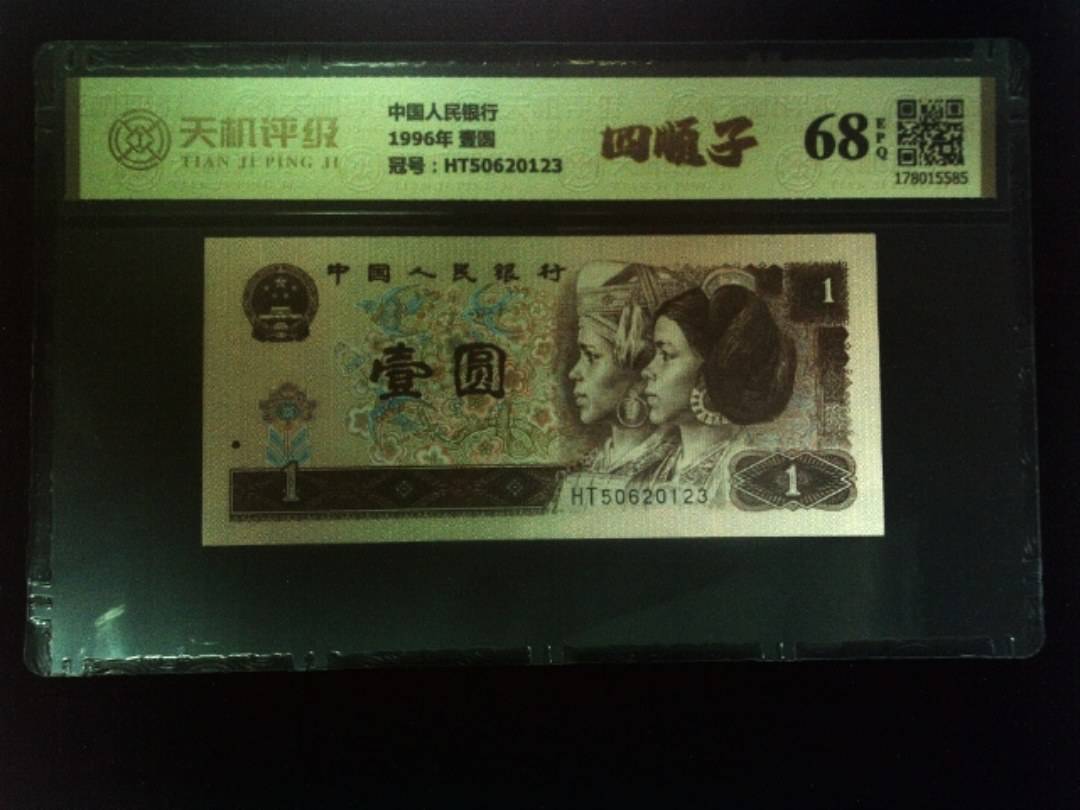 天机评级
TIAN JI PING JI
中国人民银行
1996年 壹圆
冠号：HT50620123
四顺子
68
EPQ
178015585
中国人民银行
1
壹圆
1
HT50620123
1